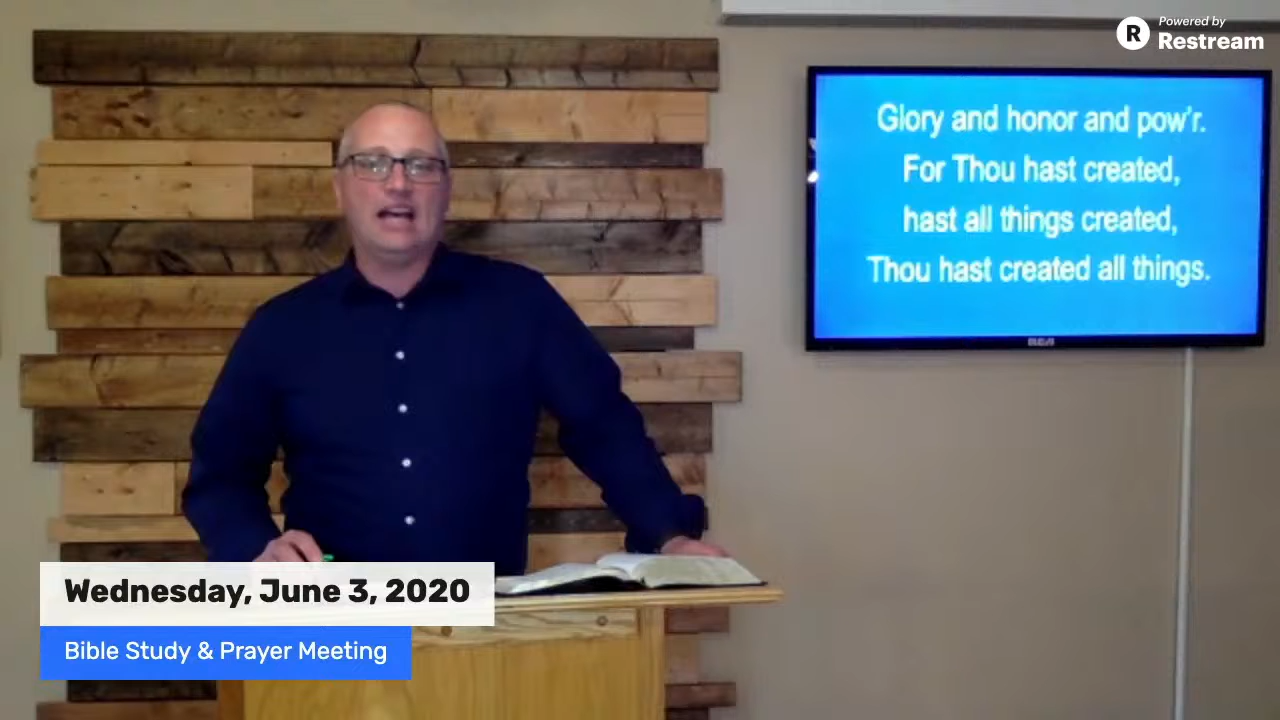 Powered by
R Restream
Glory and honor and pow'r.
For Thou hast created,
hast all things created,
Thou hast created all things.
RCA
Wednesday, June 3, 2020
Bible Study & Prayer Meeting